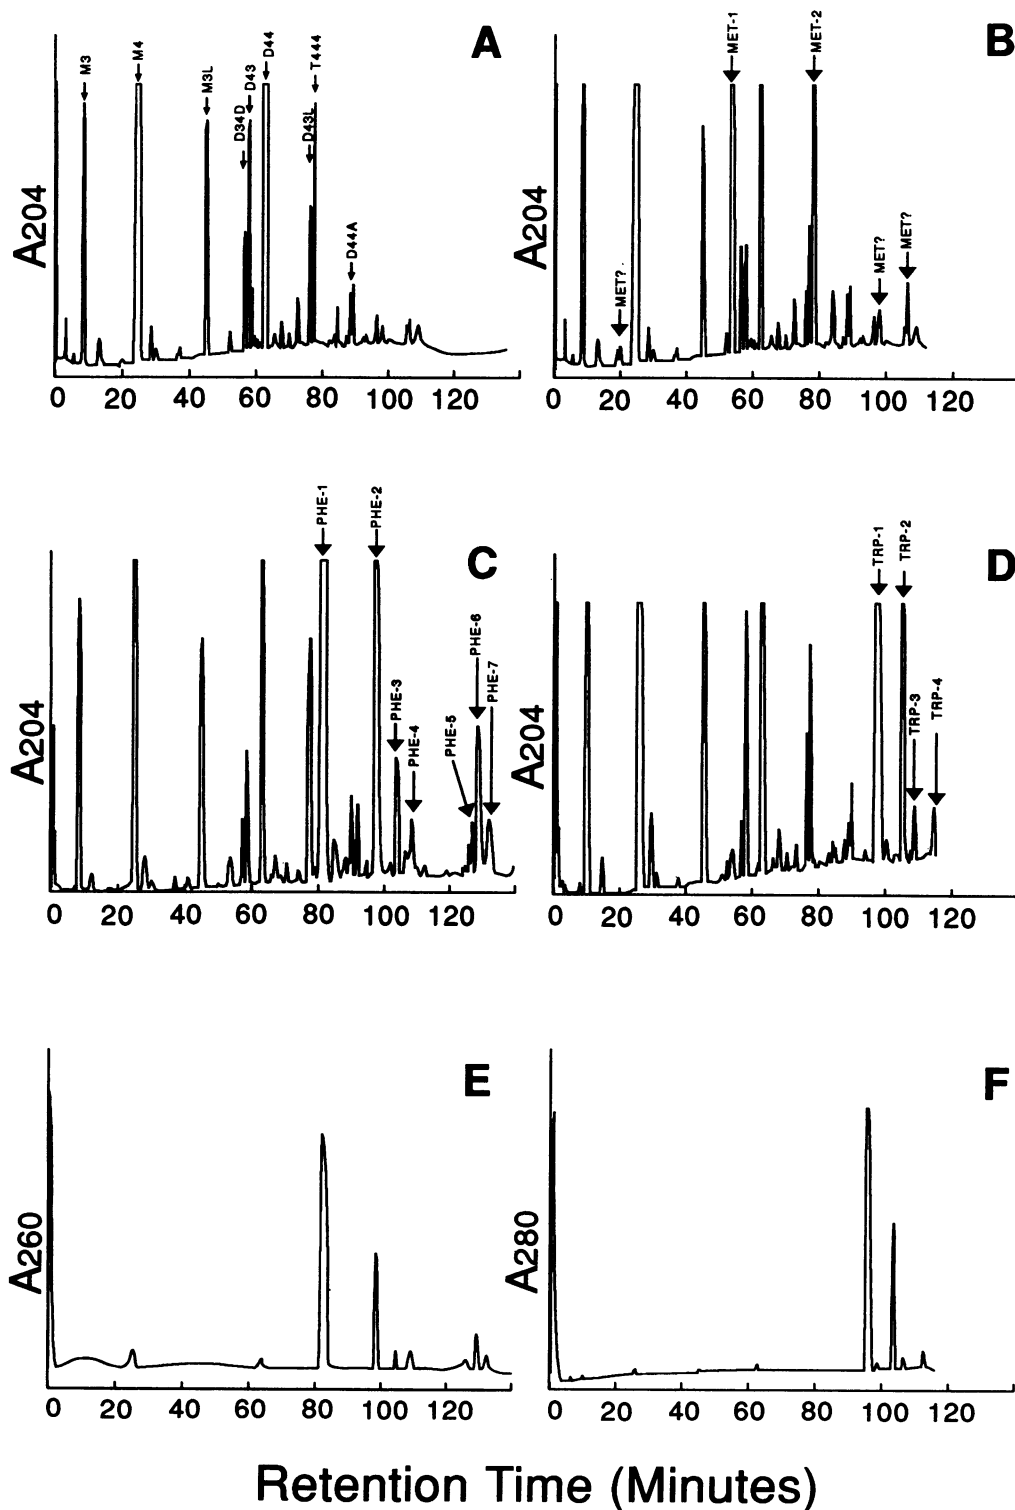 A
M3
M4
M3L
D34D
D43
D44
D43L
T444
D44A
A204
0 20 40 60 80 100 120
B
MET?
MET-1
MET-2
MET?
MET?
A204
0 20 40 60 80 100 120
C
PHE-1
PHE-2
PHE-3
PHE-4
PHE-5
PHE-6
PHE-7
A204
0 20 40 60 80 100 120
D
TRP-1
TRP-2
TRP-3
TRP-4
A204
0 20 40 60 80 100 120
E
A260
0 20 40 60 80 100 120
F
A280
0 20 40 60 80 100 120
Retention Time (Minutes)